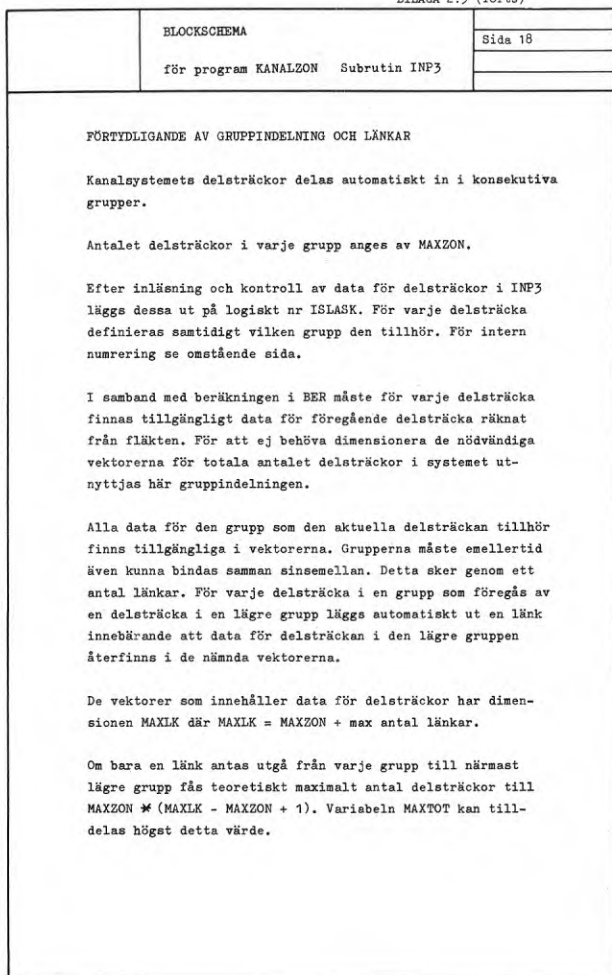 BILAGA 2:5 (forts)
BLOCKSCHEMA
Sida 18
för program KANALZON Subrutin INP3
FÖRTYDLIGANDE AV GRUPPINDELNING OCH LÄNKAR
Kanalsystemets delsträckor delas automatiskt in i konsekutiva
grupper.
Antalet delsträckor i varje grupp anges av MAXZON.
Efter inläsning och kontroll av data för delsträckor i INP3
läggs dessa ut på logiskt nr ISLASK. För varje delsträcka
definieras samtidigt vilken grupp den tillhör. För intern
numrering se omstående sida.
I samband med beräkningen i BER måste för varje delsträcka
finnas tillgängligt data för föregående delsträcka räknat
från fläkten. För att ej behöva dimensionera de nödvändiga
vektorerna för totala antalet delsträckor i systemet ut-
nyttjas här gruppindelningen.
Alla data för den grupp som den aktuella delsträckan tillhör
finns tillgängliga i vektorerna. Grupperna måste emellertid
även kunna bindas samman sinsemellan. Detta sker genom ett
antal länkar. För varje delsträcka i en grupp som föregås av
en delsträcka i en lägre grupp läggs automatiskt ut en länk
innebärande att data för delsträckan i den lägre gruppen
återfinns i de nämnda vektorerna.
De vektorer som innehåller data för delsträckor har dimen-
sionen MAXLK där MAXLK = MAXZON + max antal länkar.
Om bara en länk antas utgå från varje grupp till närmast
lägre grupp fås teoretiskt maximalt antal delsträckor till
MAXZON * (MAXLK - MAXZON + 1). Variabeln MAXTOT kan till-
delas högst detta värde.